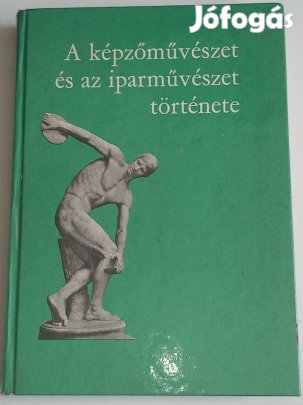 Jófogás
A képzőművészet
és az iparművészet
története